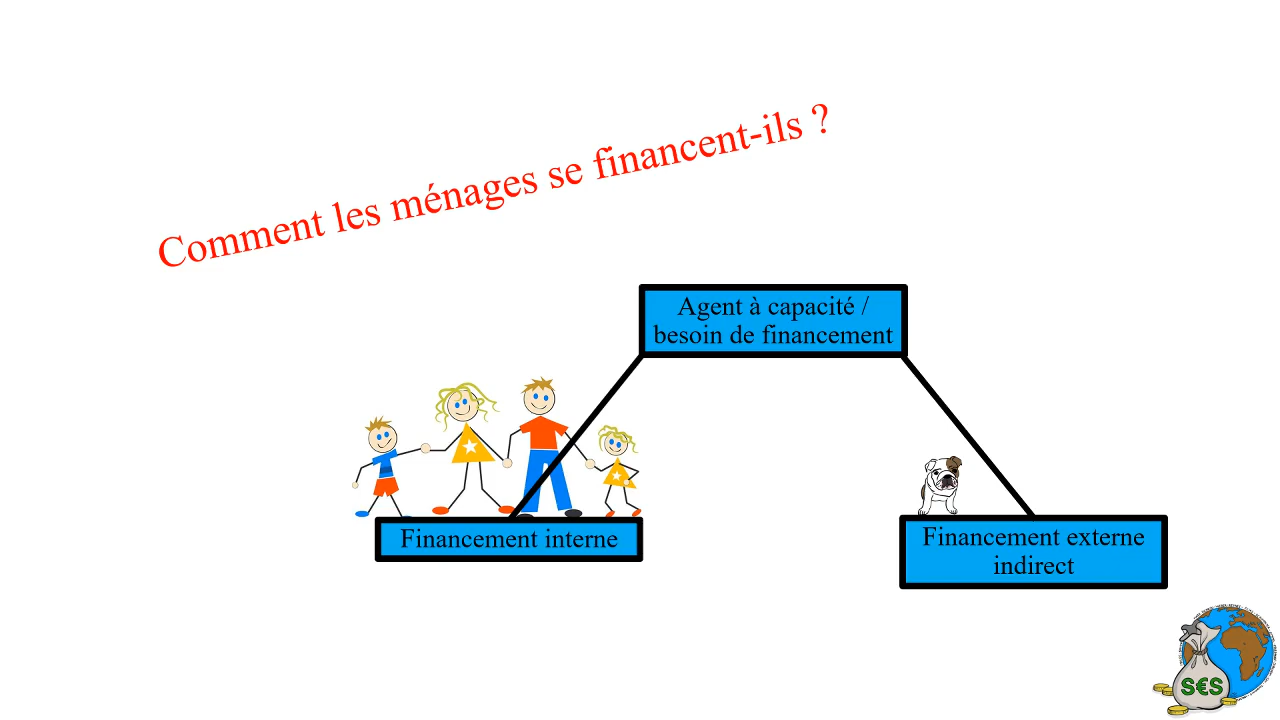 Comment les ménages se financent-ils ?
Agent à capacité /
besoin de financement
Financement interne
Financement externe
indirect
S€S